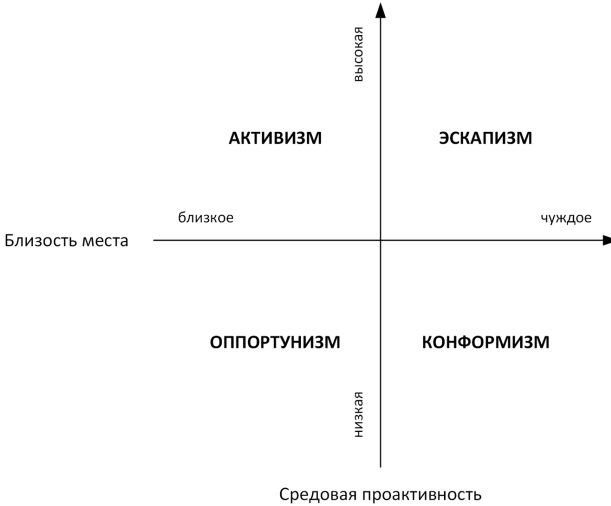 высокая
АКТИВИЗМ
ЭСКАПИЗМ
близкое
чуждое
Близость места
ОППОРТУНИЗМ
КОНФОРМИЗМ
низкая
Средовая проактивность